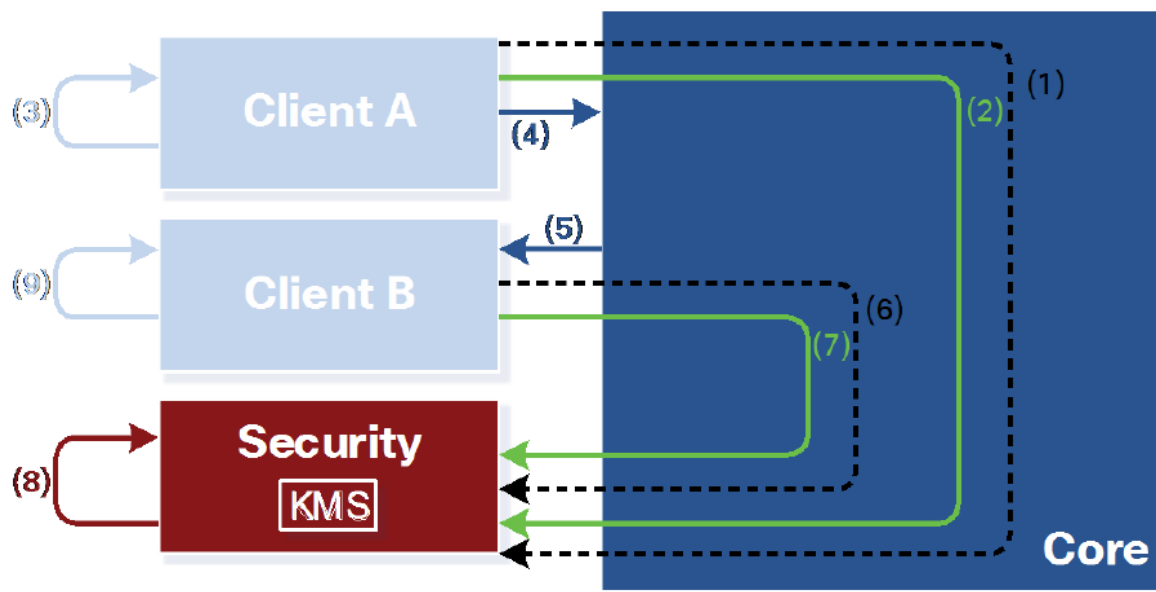 (1)
(2)
(3)
Client A
(4)
(5)
(9)
Client B
(6)
(7)
Security
(8)
KMS
Core